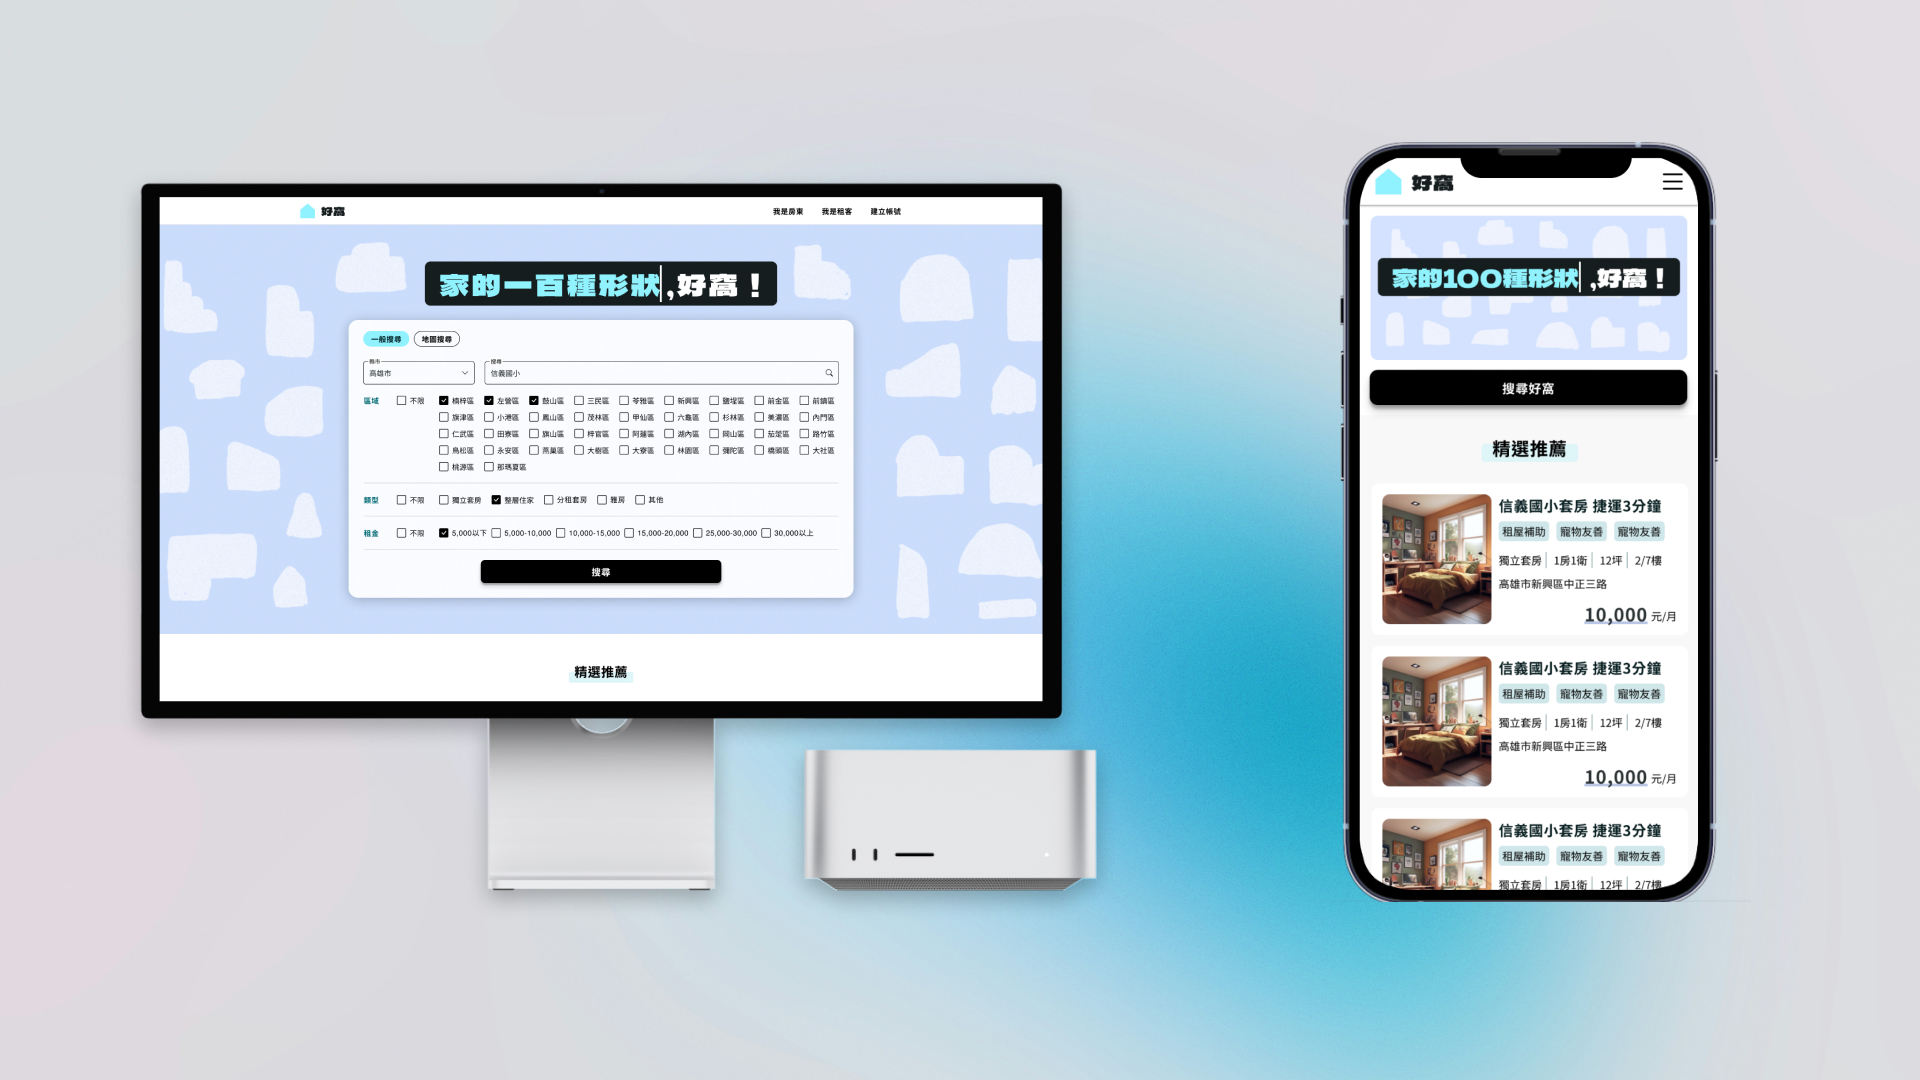 好窩
我是房東 我是租客 建立帳號
家的一百種形狀,好窩！
一般搜尋 地圖搜尋
縣市 搜尋
高雄市 信義國小
區域 不限 楠梓區 左營區 鼓山區 三民區 苓雅區 新興區 鹽埕區 前金區 前鎮區
旗津區 小港區 鳳山區 茂林區 甲仙區 六龜區 杉林區 美濃區 內門區
仁武區 田寮區 旗山區 梓官區 阿蓮區 湖內區 岡山區 茄萣區 路竹區
鳥松區 永安區 燕巢區 大樹區 大寮區 林園區 彌陀區 橋頭區 大社區
桃源區 那瑪夏區
類型 不限 獨立套房 整層住家 分租套房 雅房 其他
租金 不限 5,000以下 5,000-10,000 10,000-15,000 15,000-20,000 25,000-30,000 30,000以上
搜尋
精選推薦
好窩
家的100種形狀,好窩！
搜尋好窩
精選推薦
信義國小套房 捷運3分鐘
租屋補助 寵物友善 寵物友善
獨立套房 1房1衛 12坪 2/7樓
高雄市新興區中正三路
10,000 元/月
信義國小套房 捷運3分鐘
租屋補助 寵物友善 寵物友善
獨立套房 1房1衛 12坪 2/7樓
高雄市新興區中正三路
10,000 元/月
信義國小套房 捷運3分鐘
租屋補助 寵物友善 寵物友善
獨立套房 1房1衛 12坪 2/7樓